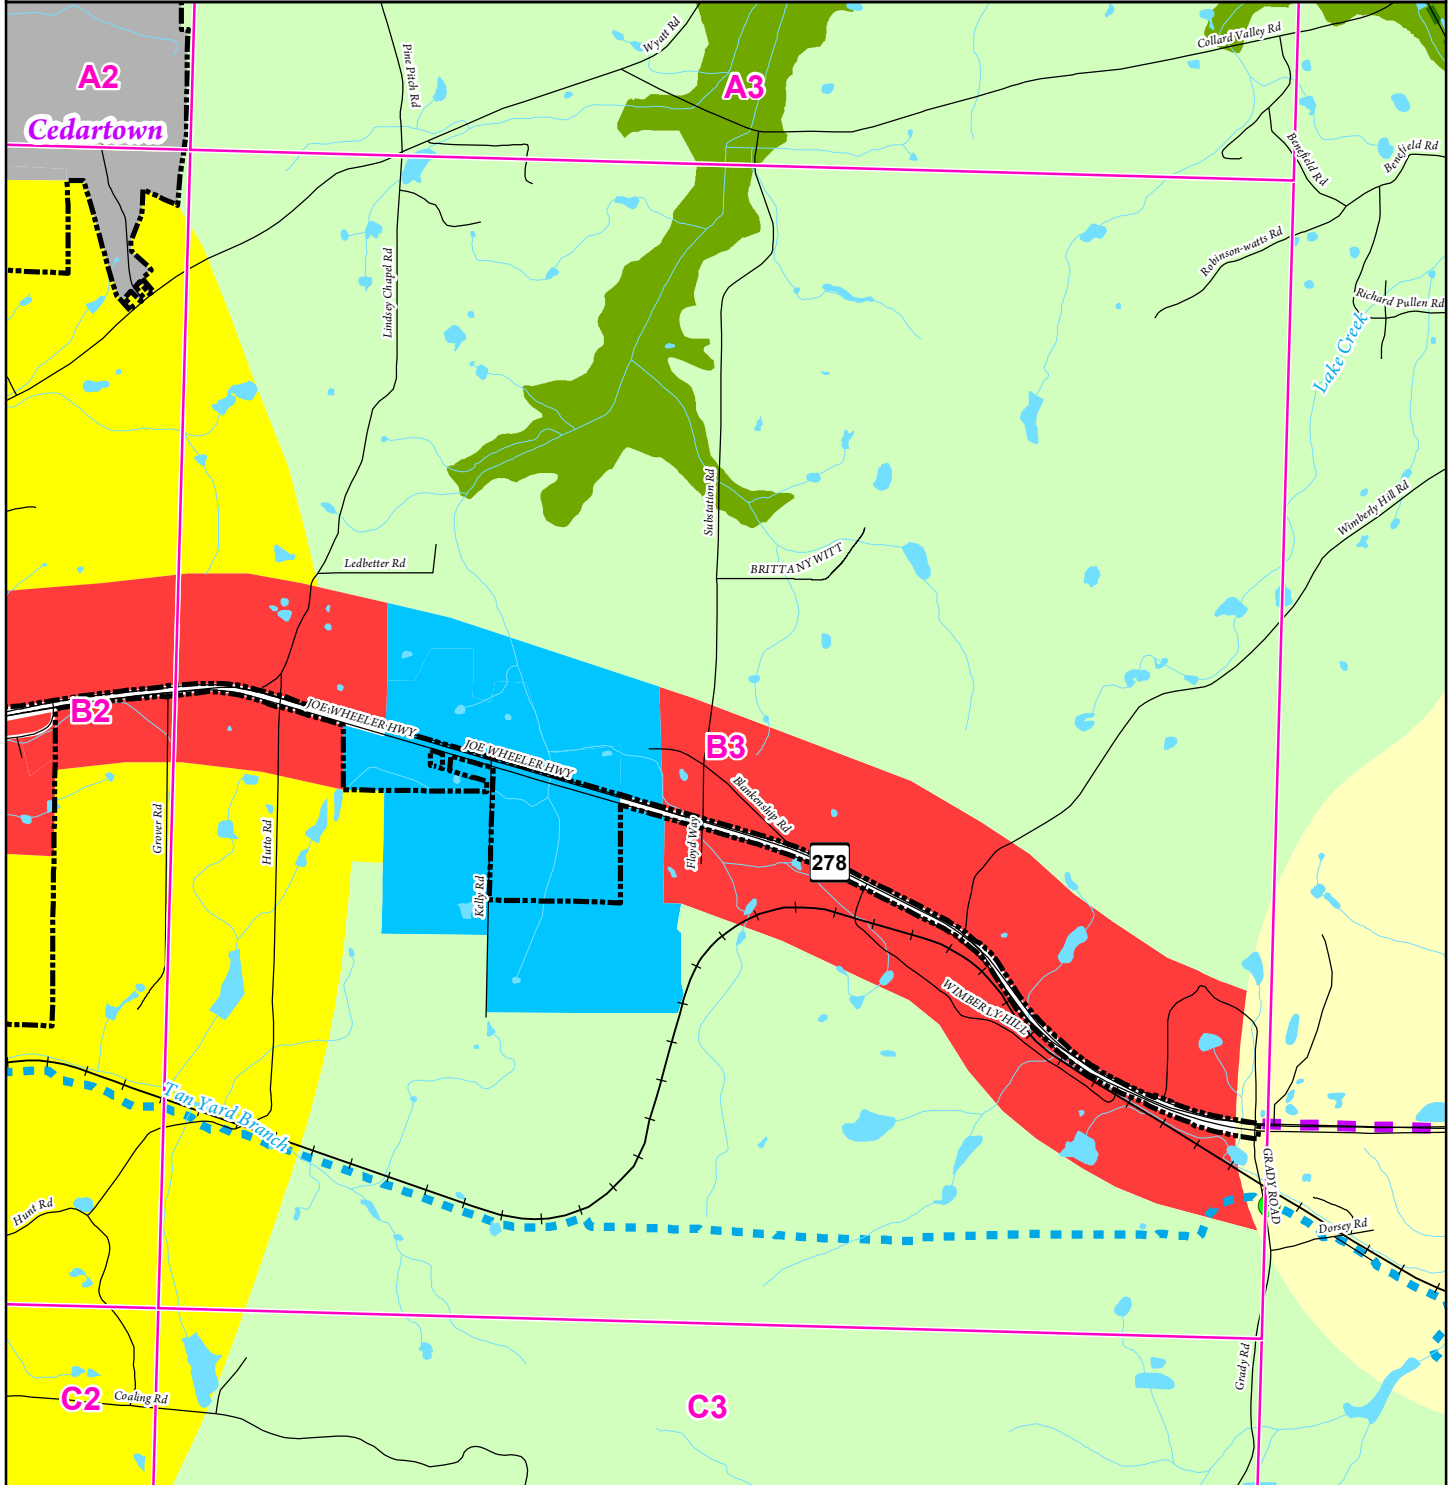 Wyatt Rd
Collard Valley Rd
Pine Pitch Rd
A2
A3
Cedartown
Benefield Rd
Benefield Rd
Robinson-watts Rd
Lindsey Chapel Rd
Richard Pullen Rd
Lake Creek
Substation Rd
Wimberly Hill Rd
Ledbetter Rd
BRITTANY WITT
B2
JOE WHEELER HWY
JOE WHEELER HWY
B3
Blankenship Rd
Grover Rd
Hutto Rd
Floyd Way
278
Kelly Rd
WIMBERLY HILL
Tan Yard Branch
GRADY ROAD
Hunt Rd
Dorsey Rd
Grady Rd
C2
Coaling Rd
C3